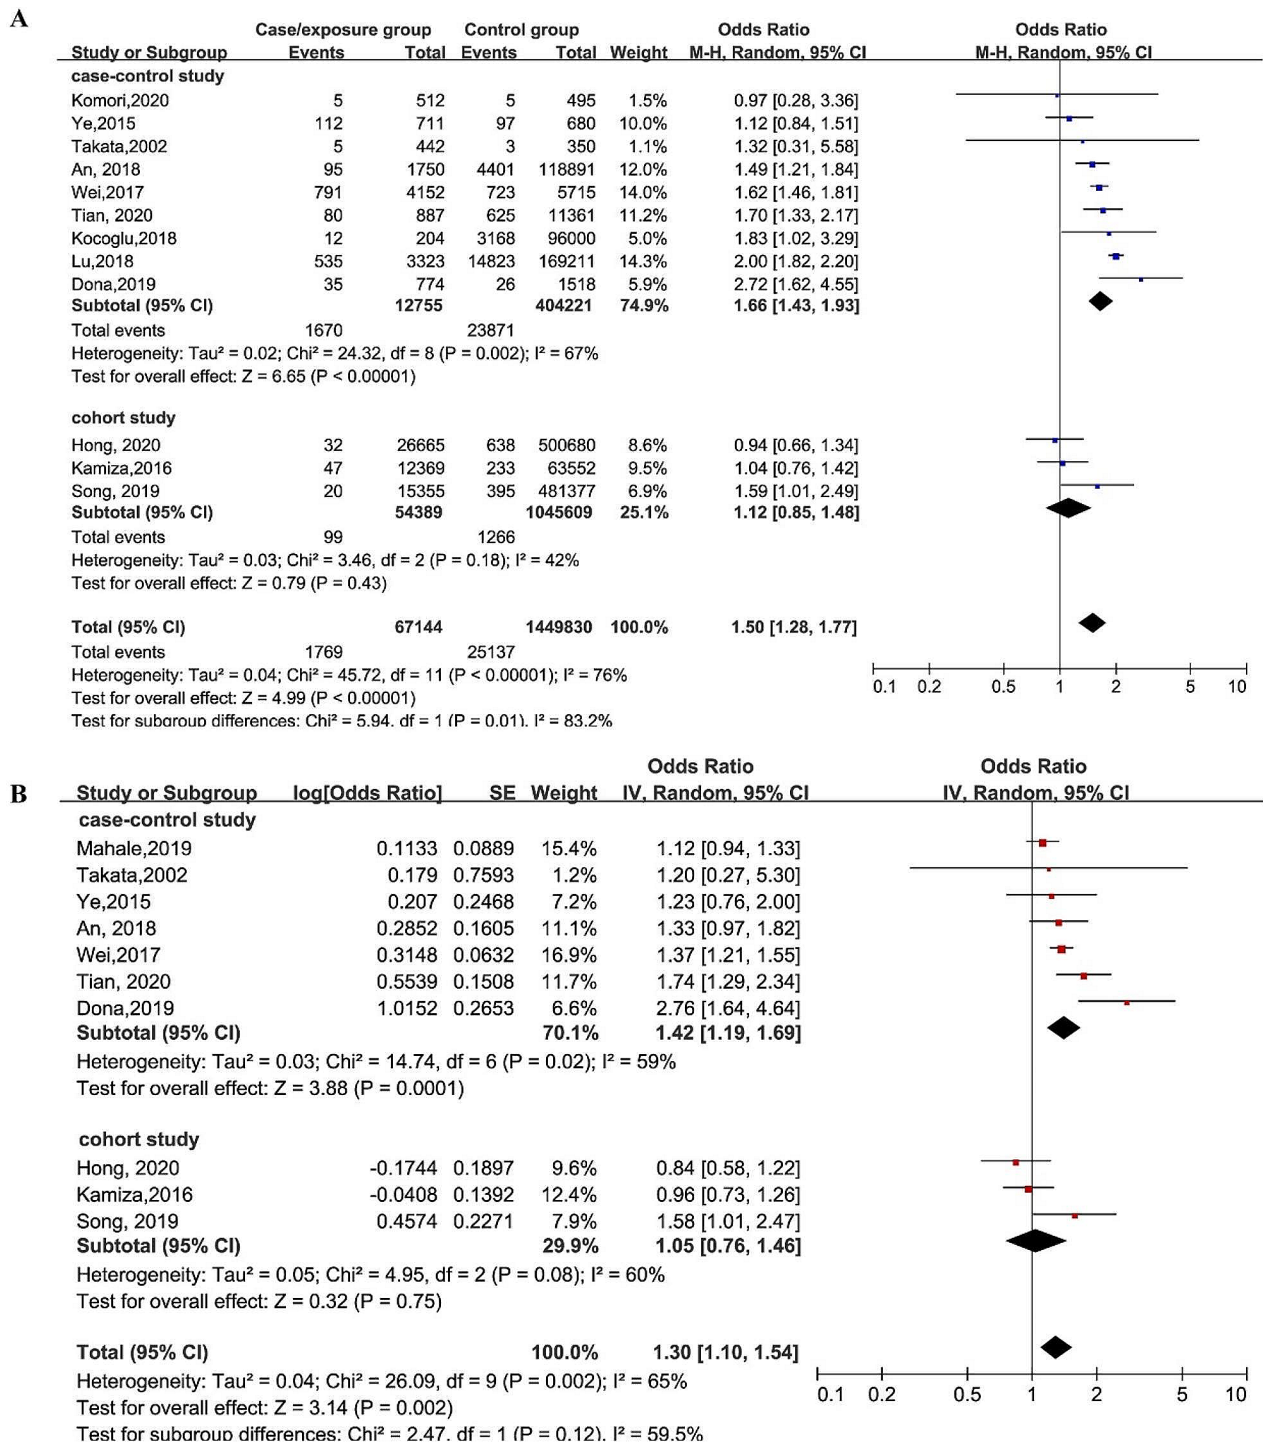 A
Case/exposure group Control group Odds Ratio Odds Ratio
Study or Subgroup Events Total Events Total Weight M-H, Random, 95% CI M-H, Random, 95% CI
case-control study
Komori,2020 5 512 5 495 1.5% 0.97 [0.28, 3.36]
Ye,2015 112 711 97 680 10.0% 1.12 [0.84, 1.51]
Takata,2002 5 442 3 350 1.1% 1.32 [0.31, 5.58]
An, 2018 95 1750 4401 118891 12.0% 1.49 [1.21, 1.84]
Wei,2017 791 4152 723 5715 14.0% 1.62 [1.46, 1.81]
Tian, 2020 80 887 625 11361 11.2% 1.70 [1.33, 2.17]
Kocoglu,2018 12 204 3168 96000 5.0% 1.83 [1.02, 3.29]
Lu,2018 535 3323 14823 169211 14.3% 2.00 [1.82, 2.20]
Dona,2019 35 774 26 1518 5.9% 2.72 [1.62, 4.55]
Subtotal (95% CI) 12755 404221 74.9% 1.66 [1.43, 1.93]
Total events 1670 23871
Heterogeneity: Tau² = 0.02; Chi² = 24.32, df = 8 (P = 0.002); I² = 67%
Test for overall effect: Z = 6.65 (P < 0.00001)
cohort study
Hong, 2020 32 26665 638 500680 8.6% 0.94 [0.66, 1.34]
Kamiza,2016 47 12369 233 63552 9.5% 1.04 [0.76, 1.42]
Song, 2019 20 15355 395 481377 6.9% 1.59 [1.01, 2.49]
Subtotal (95% CI) 54389 1045609 25.1% 1.12 [0.85, 1.48]
Total events 99 1266
Heterogeneity: Tau² = 0.03; Chi² = 3.46, df = 2 (P = 0.18); I² = 42%
Test for overall effect: Z = 0.79 (P = 0.43)
Total (95% CI) 67144 1449830 100.0% 1.50 [1.28, 1.77]
Total events 1769 25137
Heterogeneity: Tau² = 0.04; Chi² = 45.72, df = 11 (P < 0.00001); I² = 76%
Test for overall effect: Z = 4.99 (P < 0.00001)
Test for subgroup differences: Chi² = 5.94, df = 1 (P = 0.01), I² = 83.2%
0.1 0.2 0.5 1 2 5 10
B
Odds Ratio Odds Ratio
Study or Subgroup log[Odds Ratio] SE Weight IV, Random, 95% CI IV, Random, 95% CI
case-control study
Mahale,2019 0.1133 0.0889 15.4% 1.12 [0.94, 1.33]
Takata,2002 0.179 0.7593 1.2% 1.20 [0.27, 5.30]
Ye,2015 0.207 0.2468 7.2% 1.23 [0.76, 2.00]
An, 2018 0.2852 0.1605 11.1% 1.33 [0.97, 1.82]
Wei,2017 0.3148 0.0632 16.9% 1.37 [1.21, 1.55]
Tian, 2020 0.5539 0.1508 11.7% 1.74 [1.29, 2.34]
Dona,2019 1.0152 0.2653 6.6% 2.76 [1.64, 4.64]
Subtotal (95% CI) 70.1% 1.42 [1.19, 1.69]
Heterogeneity: Tau² = 0.03; Chi² = 14.74, df = 6 (P = 0.02); I² = 59%
Test for overall effect: Z = 3.88 (P = 0.0001)
cohort study
Hong, 2020 -0.1744 0.1897 9.6% 0.84 [0.58, 1.22]
Kamiza,2016 -0.0408 0.1392 12.4% 0.96 [0.73, 1.26]
Song, 2019 0.4574 0.2271 7.9% 1.58 [1.01, 2.47]
Subtotal (95% CI) 29.9% 1.05 [0.76, 1.46]
Heterogeneity: Tau² = 0.05; Chi² = 4.95, df = 2 (P = 0.08); I² = 60%
Test for overall effect: Z = 0.32 (P = 0.75)
Total (95% CI) 100.0% 1.30 [1.10, 1.54]
Heterogeneity: Tau² = 0.04; Chi² = 26.09, df = 9 (P = 0.002); I² = 65%
Test for overall effect: Z = 3.14 (P = 0.002)
Test for subgroup differences: Chi² = 2.47, df = 1 (P = 0.12), I² = 59.5%
0.1 0.2 0.5 1 2 5 10